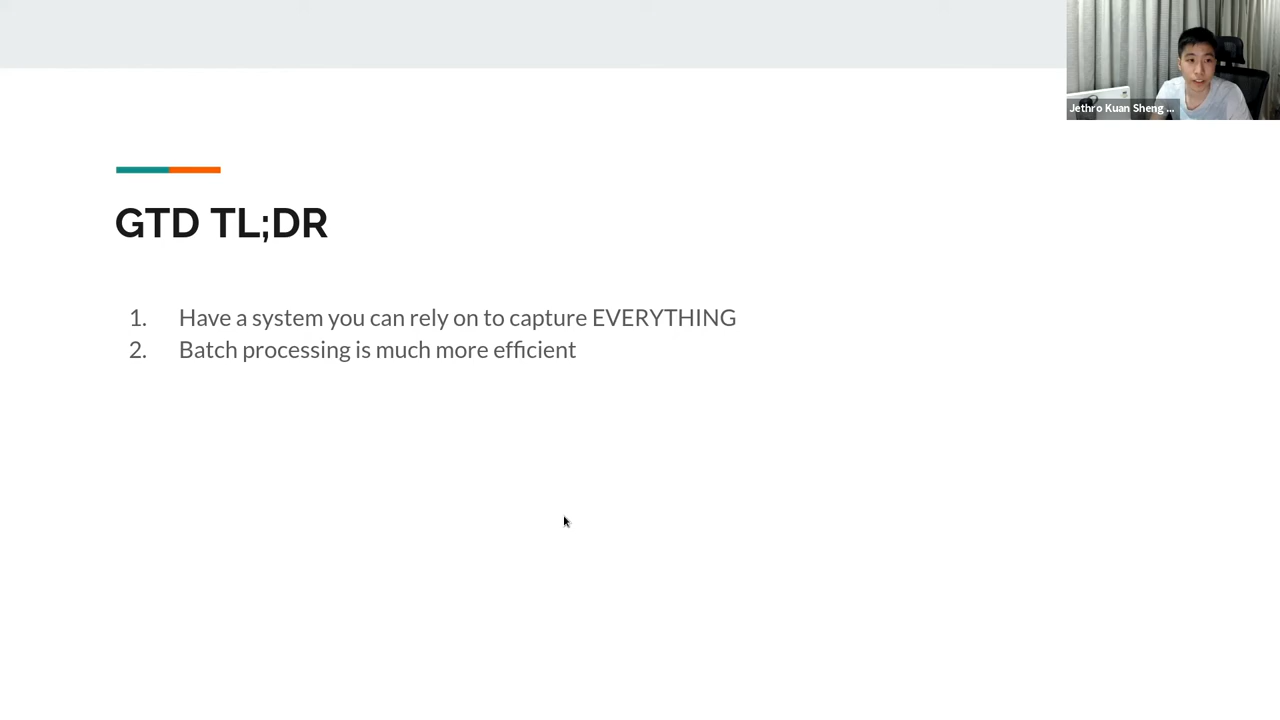 Jethro Kuan Sheng ...
GTD TL;DR
1. Have a system you can rely on to capture EVERYTHING
2. Batch processing is much more efficient